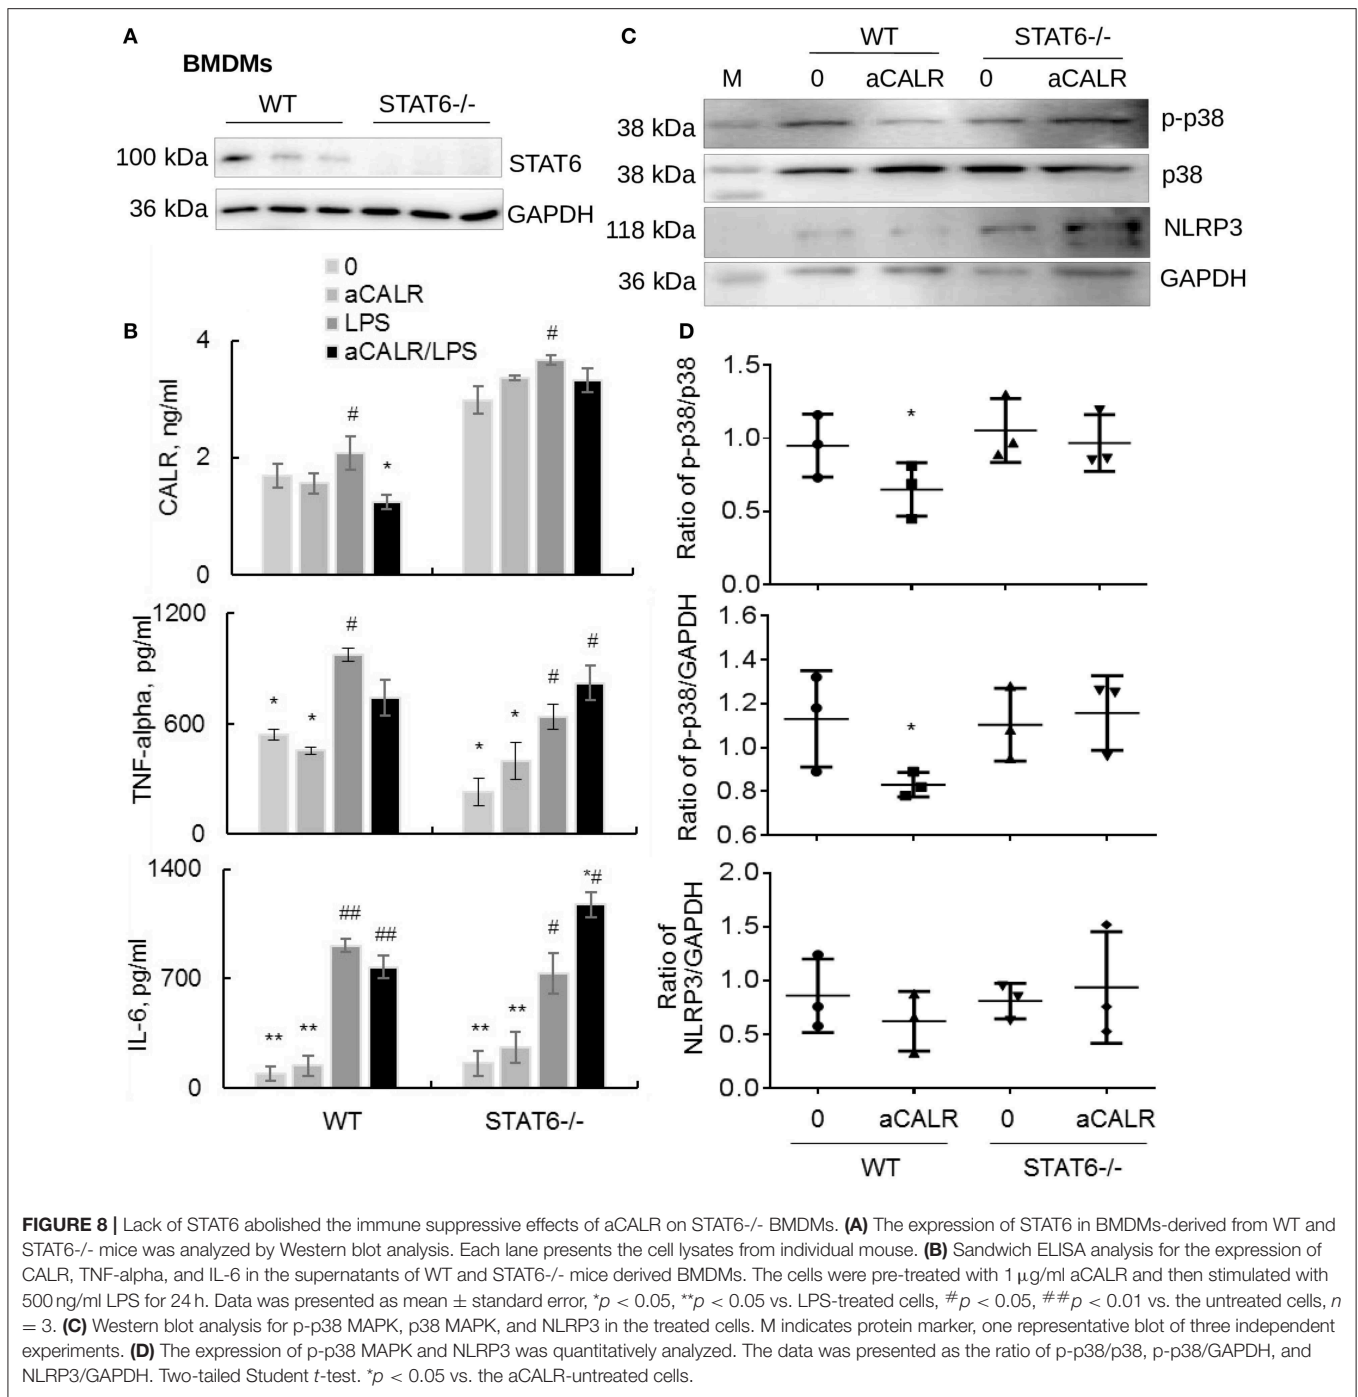 A
BMDMs
WT STAT6-/-
100 kDa STAT6
36 kDa GAPDH
C
WT STAT6-/-
M 0 aCALR 0 aCALR
38 kDa p-p38
38 kDa p38
118 kDa NLRP3
36 kDa GAPDH
0
aCALR
LPS
aCALR/LPS
B
CALR, ng/ml
4
2
0
# * #
TNF-alpha, pg/ml
1200
600
0
* * # * * # #
IL-6, pg/ml
1400
700
0
** ** ## ## ** ** # *#
WT STAT6-/-
D
Ratio of p-p38/p38
1.5
1.0
0.5
0.0
*
Ratio of p-p38/GAPDH
1.6
1.4
1.2
1.0
0.8
0.6
*
Ratio of
NLRP3/GAPDH
2.0
1.5
1.0
0.5
0.0
0 aCALR 0 aCALR
WT STAT6-/-
FIGURE 8 | Lack of STAT6 abolished the immune suppressive effects of aCALR on STAT6-/- BMDMs. (A) The expression of STAT6 in BMDMs-derived from WT and
STAT6-/- mice was analyzed by Western blot analysis. Each lane presents the cell lysates from individual mouse. (B) Sandwich ELISA analysis for the expression of
CALR, TNF-alpha, and IL-6 in the supernatants of WT and STAT6-/- mice derived BMDMs. The cells were pre-treated with 1 μg/ml aCALR and then stimulated with
500 ng/ml LPS for 24 h. Data was presented as mean ± standard error, *p < 0.05, **p < 0.05 vs. LPS-treated cells, #p < 0.05, ##p < 0.01 vs. the untreated cells, n
= 3. (C) Western blot analysis for p-p38 MAPK, p38 MAPK, and NLRP3 in the treated cells. M indicates protein marker, one representative blot of three independent
experiments. (D) The expression of p-p38 MAPK and NLRP3 was quantitatively analyzed. The data was presented as the ratio of p-p38/p38, p-p38/GAPDH, and
NLRP3/GAPDH. Two-tailed Student t-test. *p < 0.05 vs. the aCALR-untreated cells.